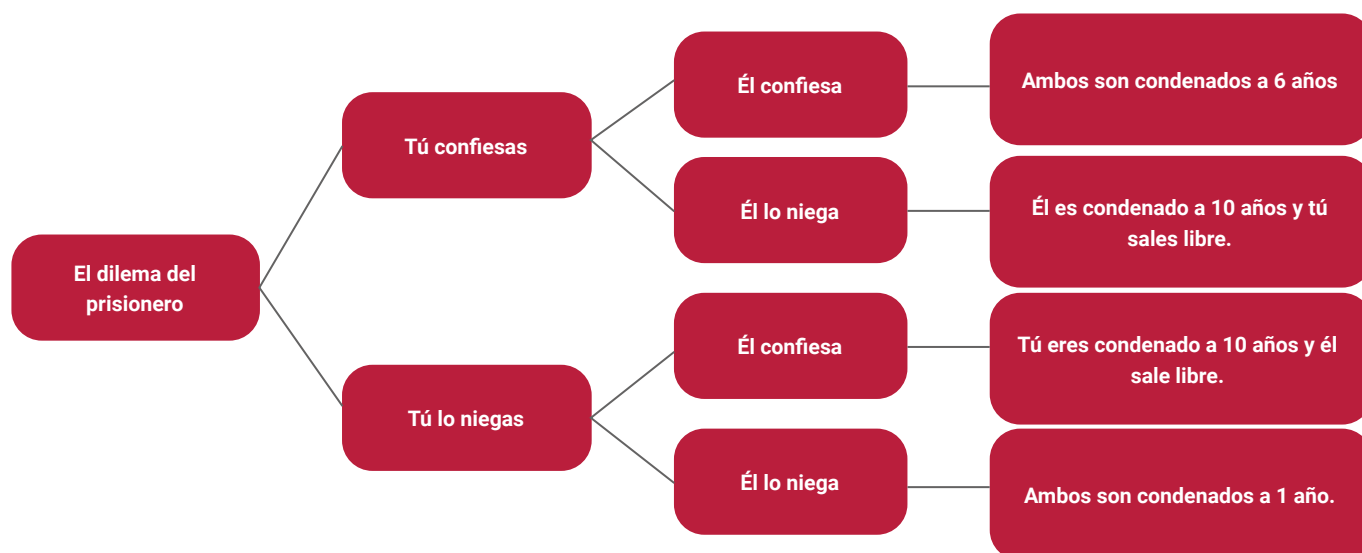 El dilema del
prisionero
Tú confiesas
Él confiesa
Ambos son condenados a 6 años
Él lo niega
Él es condenado a 10 años y tú
sales libre.
Tú lo niegas
Él confiesa
Tú eres condenado a 10 años y él
sale libre.
Él lo niega
Ambos son condenados a 1 año.